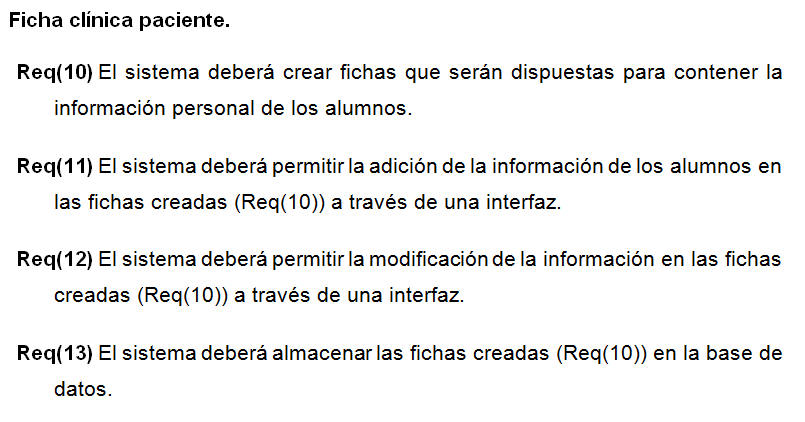 Ficha clínica paciente.
Req(10) El sistema deberá crear fichas que serán dispuestas para contener la
información personal de los alumnos.
Req(11) El sistema deberá permitir la adición de la información de los alumnos en
las fichas creadas (Req(10)) a través de una interfaz.
Req(12) El sistema deberá permitir la modificación de la información en las fichas
creadas (Req(10)) a través de una interfaz.
Req(13) El sistema deberá almacenar las fichas creadas (Req(10)) en la base de
datos.